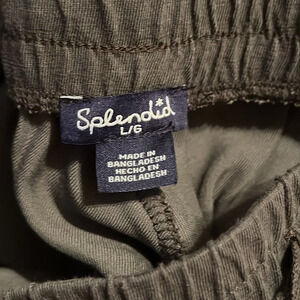 Splendid
L/G
MADE IN
BANGLADESH
HECHO EN
BANGLADESH